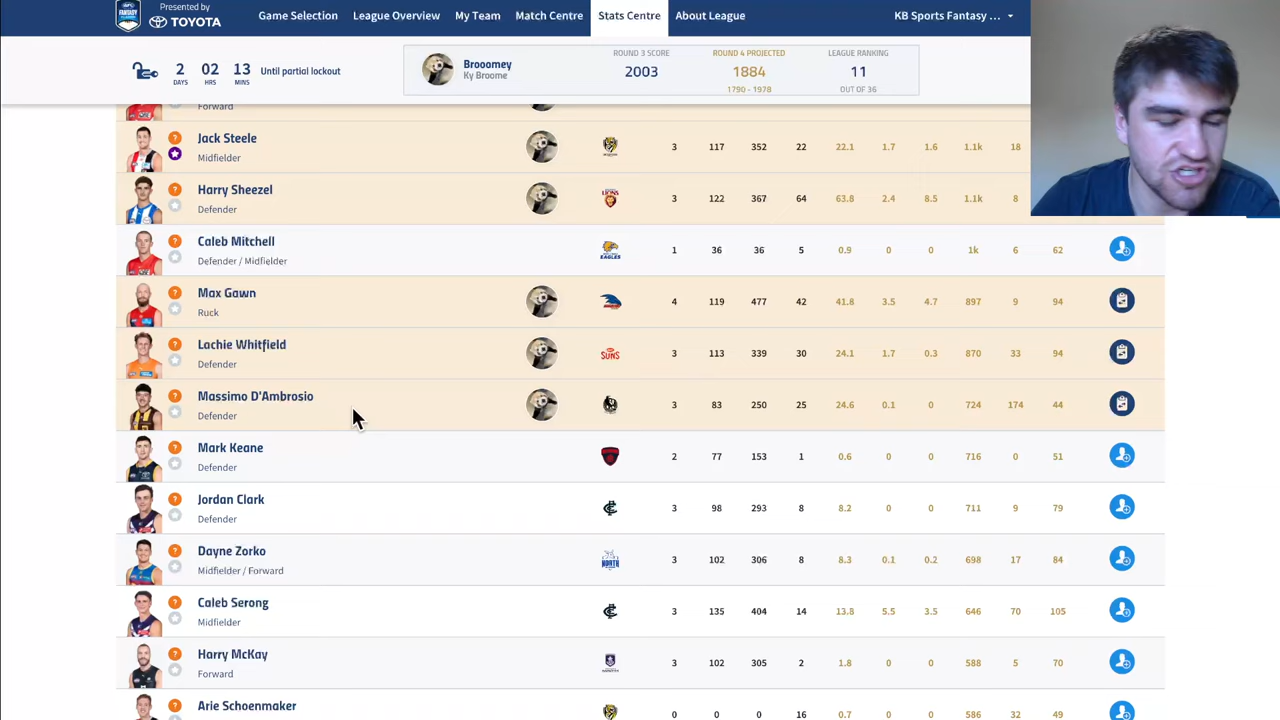 Presented by
TOYOTA
Game Selection League Overview My Team Match Centre Stats Centre About League KB Sports Fantasy ...
2 DAYS 02 HRS 13 MINS Until partial lockout
Brooomey
Ky Broome
ROUND 3 SCORE
2003
ROUND 4 PROJECTED
1884
1790 - 1978
LEAGUE RANKING
11
OUT OF 36
Forward
Jack Steele 3 117 352 22 22.1 1.7 1.6 1.1k 18
Midfielder
Harry Sheezel 3 122 367 64 63.8 2.4 8.5 1.1k 8
Defender
Caleb Mitchell 1 36 36 5 0.9 0 0 1k 6 62
Defender / Midfielder
Max Gawn 4 119 477 42 41.8 3.5 4.7 897 9 94
Ruck
Lachie Whitfield 3 113 339 30 24.1 1.7 0.3 870 33 94
Defender
Massimo D'Ambrosio 3 83 250 25 24.6 0.1 0 724 174 44
Defender
Mark Keane 2 77 153 1 0.6 0 0 716 0 51
Defender
Jordan Clark 3 98 293 8 8.2 0 0 711 9 79
Defender
Dayne Zorko 3 102 306 8 8.3 0.1 0.2 698 17 84
Midfielder / Forward
Caleb Serong 3 135 404 14 13.8 5.5 3.5 646 70 105
Midfielder
Harry McKay 3 102 305 2 1.8 0 0 588 5 70
Forward
Arie Schoenmaker 0 0 0 16 0.7 0 0 586 32 49